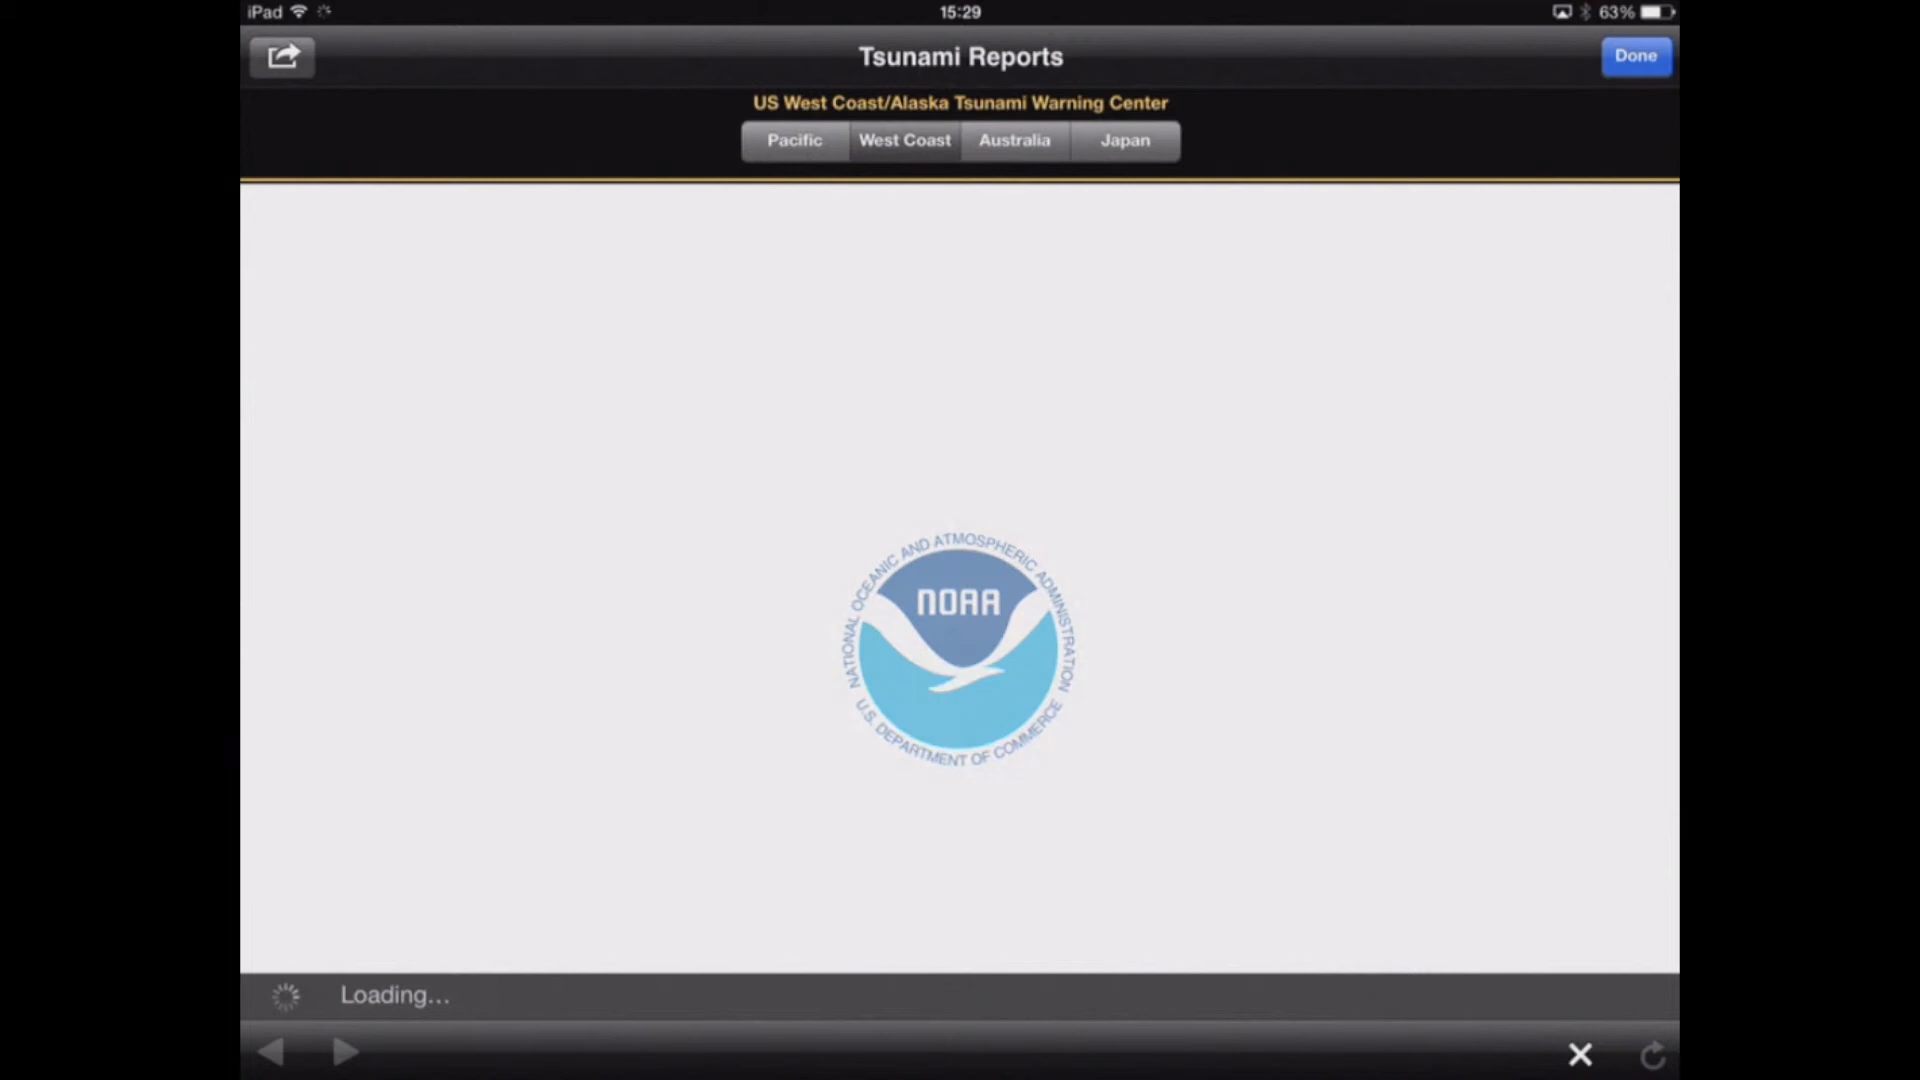 iPad 15:29 63%
Tsunami Reports
Done
US West Coast/Alaska Tsunami Warning Center
Pacific West Coast Australia Japan
NATIONAL OCEANIC AND ATMOSPHERIC ADMINISTRATION
NOAA
U.S. DEPARTMENT OF COMMERCE
Loading...